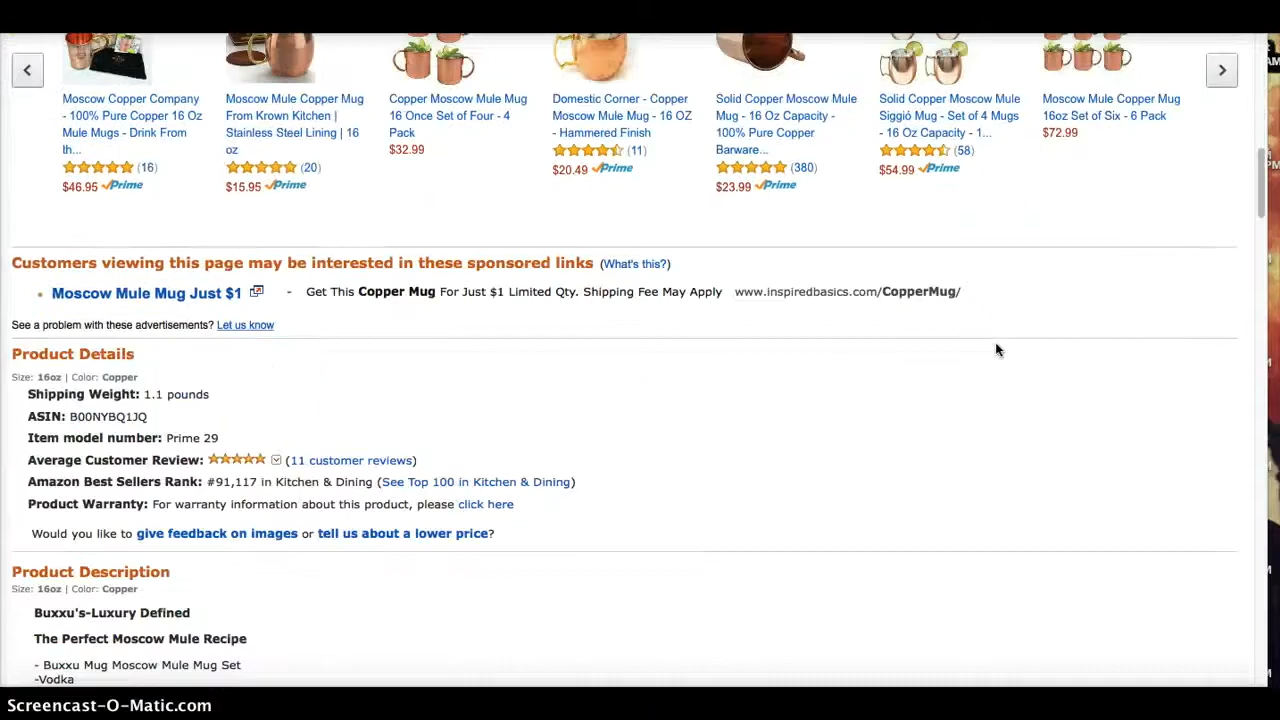 Moscow Copper Company
- 100% Pure Copper 16 Oz
Mule Mugs - Drink From
th...
(16)
$46.95 Prime
Moscow Mule Copper Mug
From Krown Kitchen |
Stainless Steel Lining | 16
oz
(20)
$15.95 Prime
Copper Moscow Mule Mug
16 Once Set of Four - 4
Pack
$32.99
Domestic Corner - Copper
Moscow Mule Mug - 16 OZ
- Hammered Finish
(11)
$20.49 Prime
Solid Copper Moscow Mule
Mug - 16 Oz Capacity -
100% Pure Copper
Barware...
(380)
$23.99 Prime
Solid Copper Moscow Mule
Siggió Mug - Set of 4 Mugs
- 16 Oz Capacity - 1...
(58)
$54.99 Prime
Moscow Mule Copper Mug
16oz Set of Six - 6 Pack
$72.99
Customers viewing this page may be interested in these sponsored links (What's this?)
Moscow Mule Mug Just $1 - Get This Copper Mug For Just $1 Limited Qty. Shipping Fee May Apply www.inspiredbasics.com/CopperMug/
See a problem with these advertisements? Let us know
Product Details
Size: 16oz | Color: Copper
Shipping Weight: 1.1 pounds
ASIN: B00NYBQ1JQ
Item model number: Prime 29
Average Customer Review: (11 customer reviews)
Amazon Best Sellers Rank: #91,117 in Kitchen & Dining (See Top 100 in Kitchen & Dining)
Product Warranty: For warranty information about this product, please click here
Would you like to give feedback on images or tell us about a lower price?
Product Description
Size: 16oz | Color: Copper
Buxxu's-Luxury Defined
The Perfect Moscow Mule Recipe
- Buxxu Mug Moscow Mule Mug Set
-Vodka
Screencast-O-Matic.com